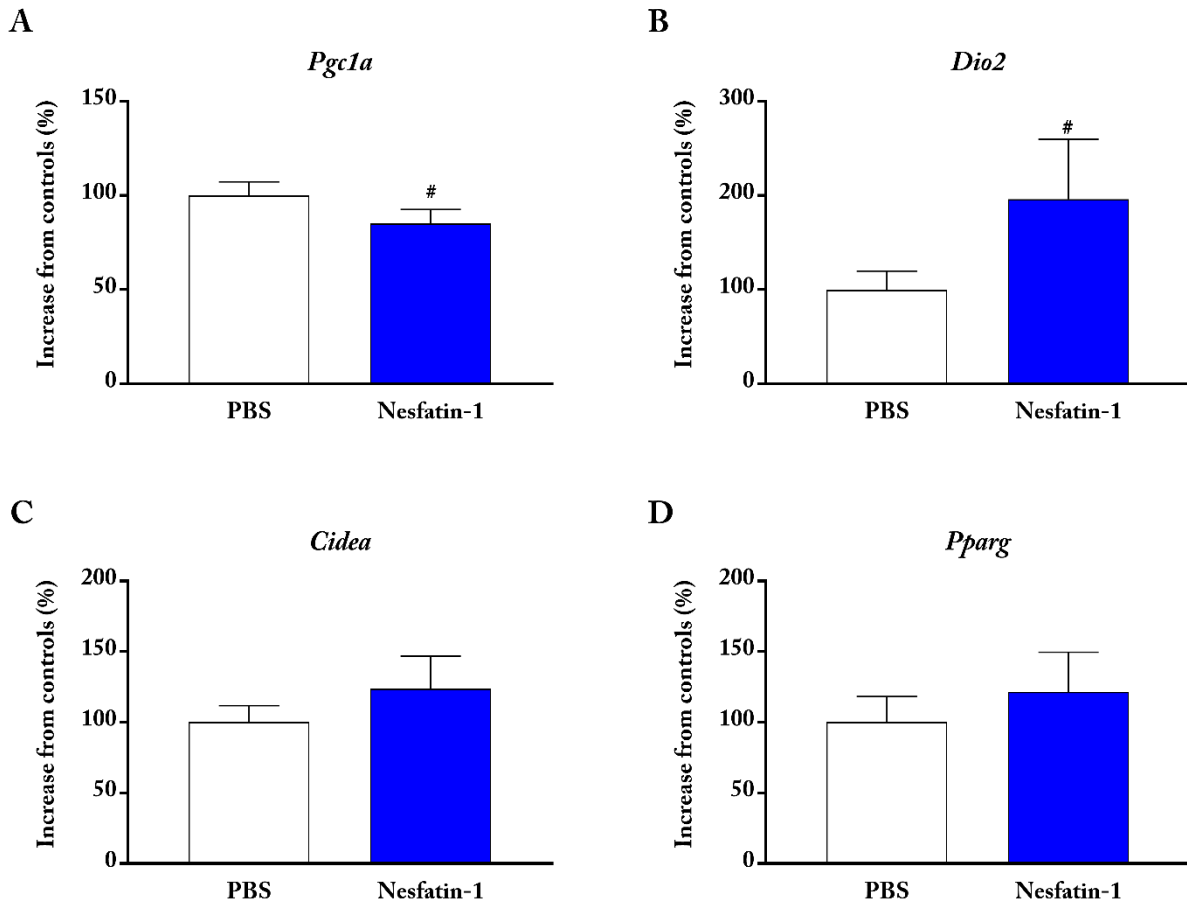 A
Pgc1a
Increase from controls (%)
150
100
50
0
#
PBS
Nesfatin-1
B
Dio2
Increase from controls (%)
300
200
100
0
#
PBS
Nesfatin-1
C
Cidea
Increase from controls (%)
200
150
100
50
0
PBS
Nesfatin-1
D
Pparg
Increase from controls (%)
200
150
100
50
0
PBS
Nesfatin-1